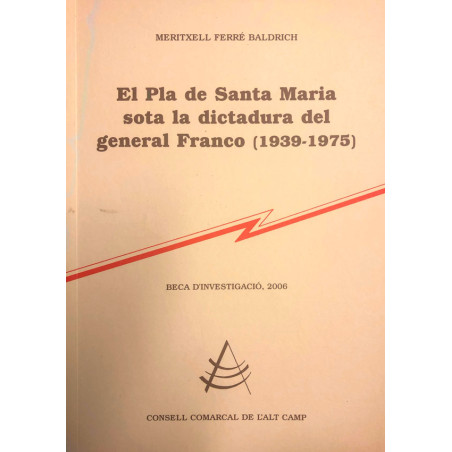 MERITXELL FERRÉ BALDRICH
El Pla de Santa Maria
sota la dictadura del
general Franco (1939-1975)
BECA D'INVESTIGACIÓ, 2006
CONSELL COMARCAL DE L'ALT CAMP